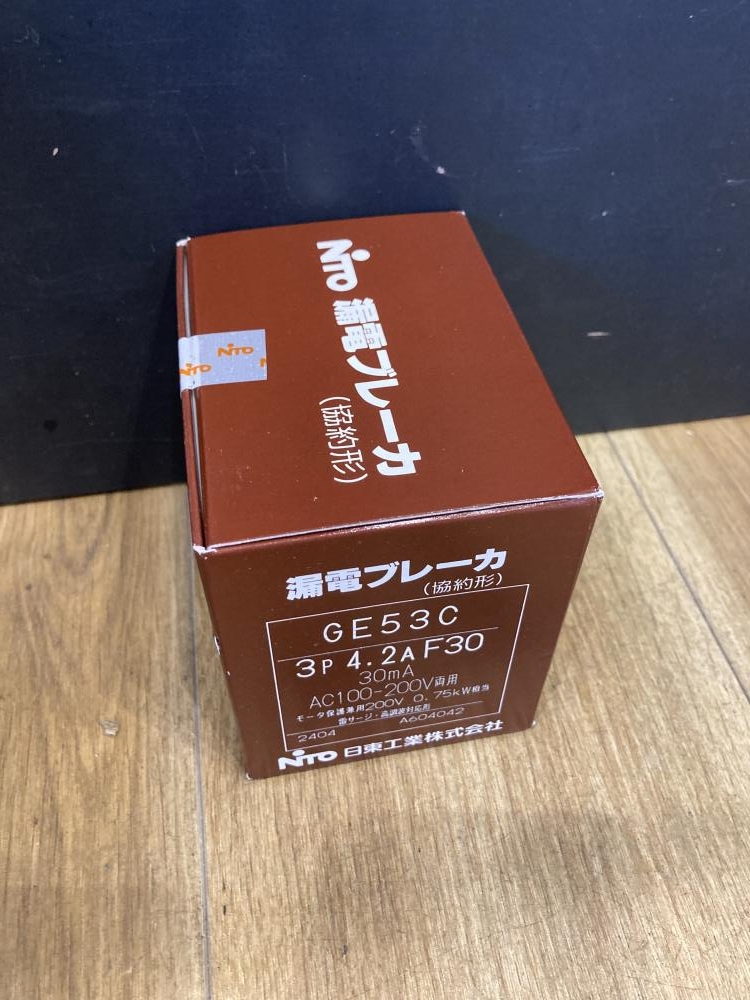 NITO 漏電ブレーカ
(協約形)
NITO
NITO
漏電ブレーカ
(協約形)
GE53C
3P 4.2A F30
30mA
AC100-200V両用
モータ保護兼用200V 0.75kW相当
雷サージ・高調波対応形
2404 A604042
NITO 日東工業株式会社